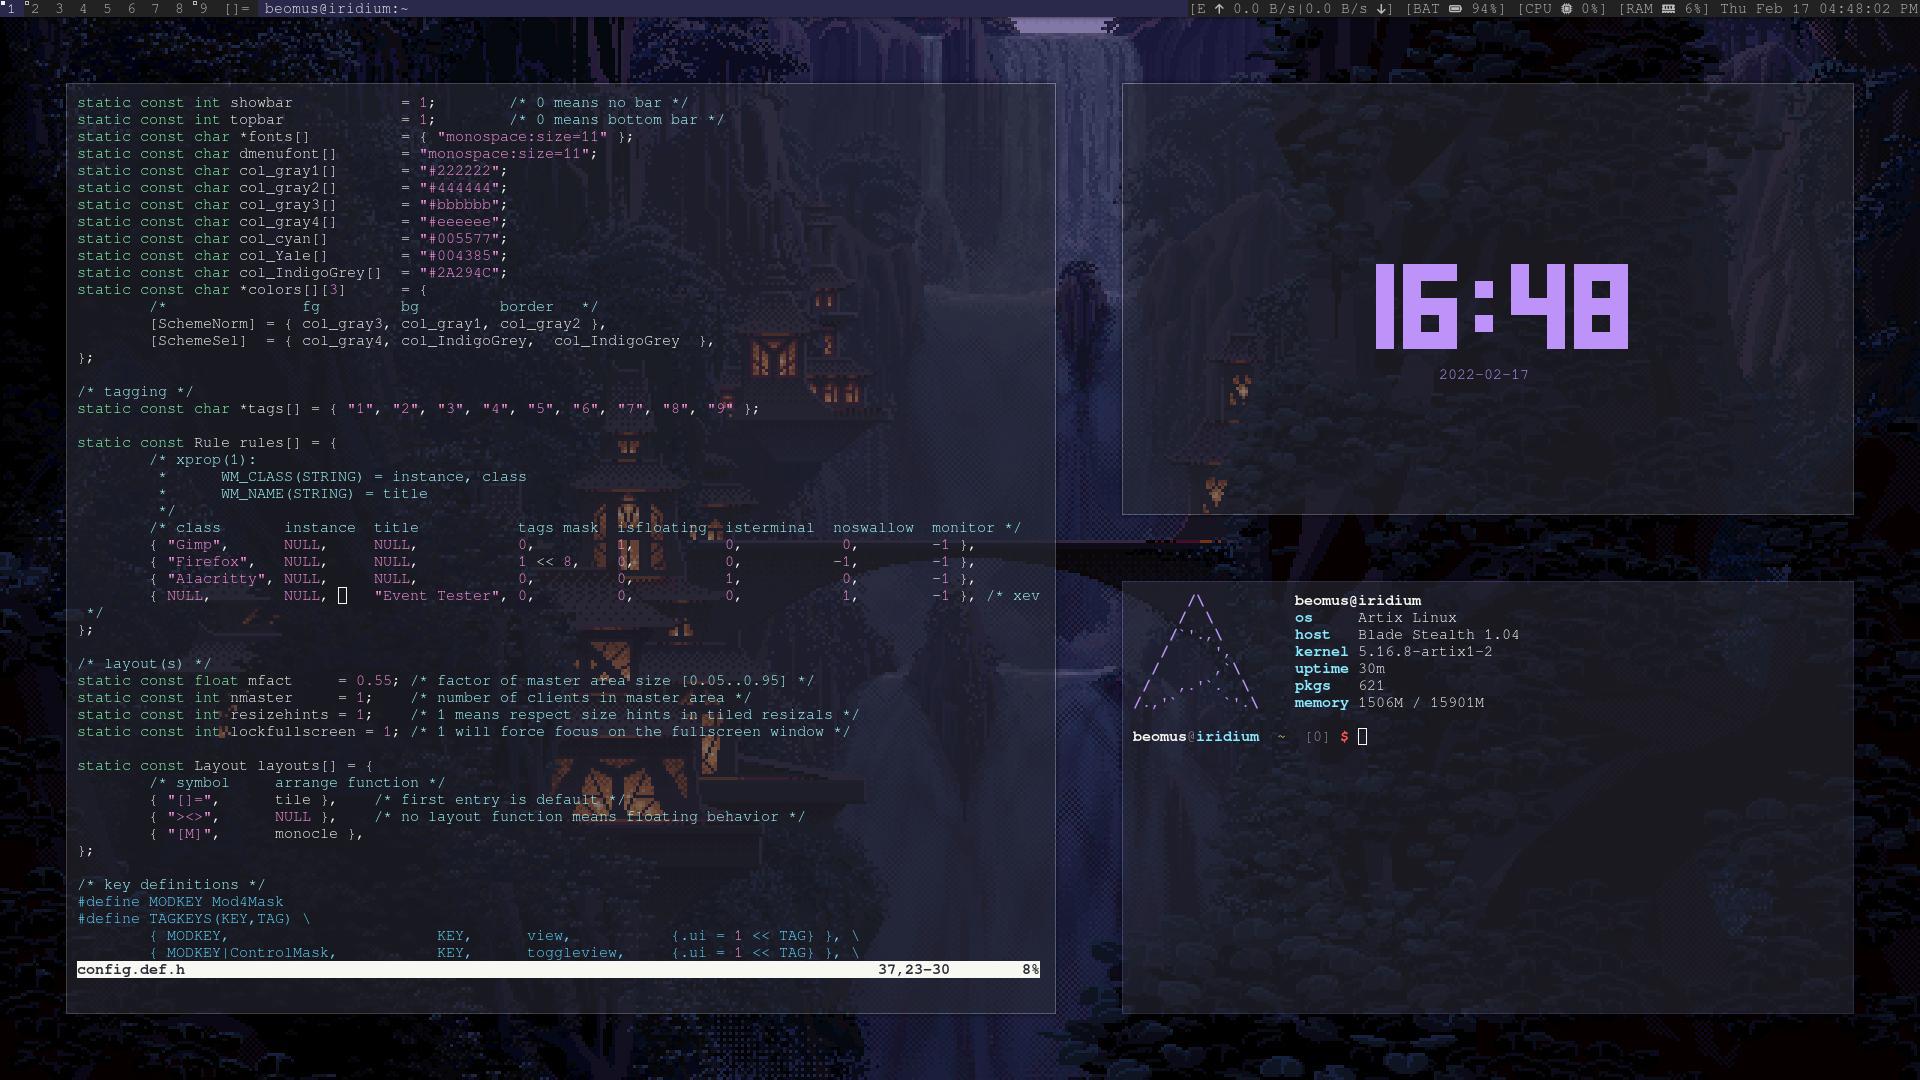 1 2 3 4 5 6 7 8 9 []= beomus@iridium:~ [E ↑ 0.0 B/s|0.0 B/s ↓] [BAT 94%] [CPU 0%] [RAM 6%] Thu Feb 17 04:48:02 PM
static const int showbar            = 1;        /* 0 means no bar */
static const int topbar             = 1;        /* 0 means bottom bar */
static const char *fonts[]          = { "monospace:size=11" };
static const char dmenufont[]       = "monospace:size=11";
static const char col_gray1[]       = "#222222";
static const char col_gray2[]       = "#444444";
static const char col_gray3[]       = "#bbbbbb";
static const char col_gray4[]       = "#eeeeee";
static const char col_cyan[]        = "#005577";
static const char col_Yale[]        = "#004385";
static const char col_IndigoGrey[]  = "#2A294C";
static const char *colors[][3]      = {
        /*               fg         bg         border   */
        [SchemeNorm] = { col_gray3, col_gray1, col_gray2 },
        [SchemeSel]  = { col_gray4, col_IndigoGrey,  col_IndigoGrey  },
};
/* tagging */
static const char *tags[] = { "1", "2", "3", "4", "5", "6", "7", "8", "9" };
static const Rule rules[] = {
        /* xprop(1):
         *      WM_CLASS(STRING) = instance, class
         *      WM_NAME(STRING) = title
         */
        /* class       instance  title           tags mask  isfloating  isterminal  noswallow  monitor */
        { "Gimp",      NULL,     NULL,           0,         1,          0,           0,        -1 },
        { "Firefox",   NULL,     NULL,           1 << 8,    0,          0,          -1,        -1 },
        { "Alacritty", NULL,     NULL,           0,         0,          1,           0,        -1 },
        { NULL,        NULL,     "Event Tester", 0,         0,          0,           1,        -1 }, /* xev
 */
};
/* layout(s) */
static const float mfact     = 0.55; /* factor of master area size [0.05..0.95] */
static const int nmaster     = 1;    /* number of clients in master area */
static const int resizehints = 1;    /* 1 means respect size hints in tiled resizals */
static const int lockfullscreen = 1; /* 1 will force focus on the fullscreen window */
static const Layout layouts[] = {
        /* symbol     arrange function */
        { "[]=",      tile },    /* first entry is default */
        { "><>",      NULL },    /* no layout function means floating behavior */
        { "[M]",      monocle },
};
/* key definitions */
#define MODKEY Mod4Mask
#define TAGKEYS(KEY,TAG) \
        { MODKEY,                       KEY,      view,           {.ui = 1 << TAG} }, \
        { MODKEY|ControlMask,           KEY,      toggleview,     {.ui = 1 << TAG} }, \
config.def.h 37,23-30 8%
16:48
2022-02-17
beomus@iridium
os     Artix Linux
host   Blade Stealth 1.04
kernel 5.16.8-artix1-2
uptime 30m
pkgs   621
memory 1506M / 15901M
beomus@iridium  ~  [0] $